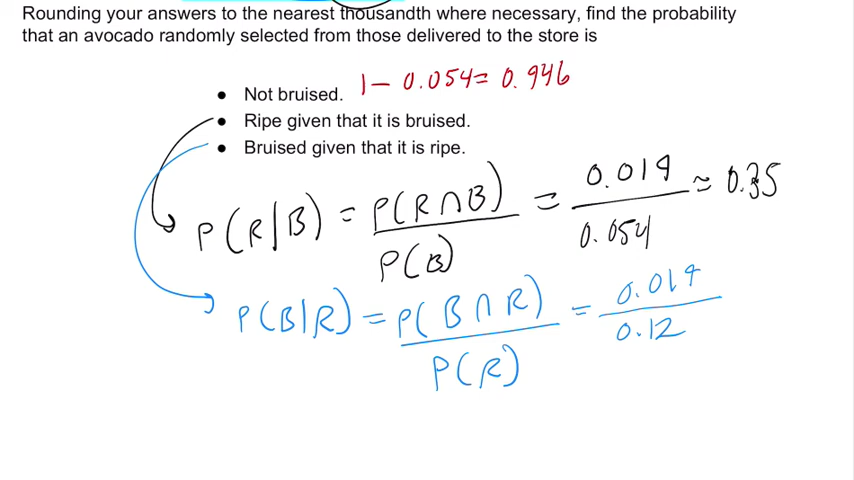 Rounding your answers to the nearest thousandth where necessary, find the probability
that an avocado randomly selected from those delivered to the store is
• Not bruised. 1 − 0.054 = 0.946
• Ripe given that it is bruised.
• Bruised given that it is ripe.
P(R|B) = P(R∩B) / P(B) = 0.019 / 0.054 ≈ 0.35
P(B|R) = P(B∩R) / P(R) = 0.019 / 0.12